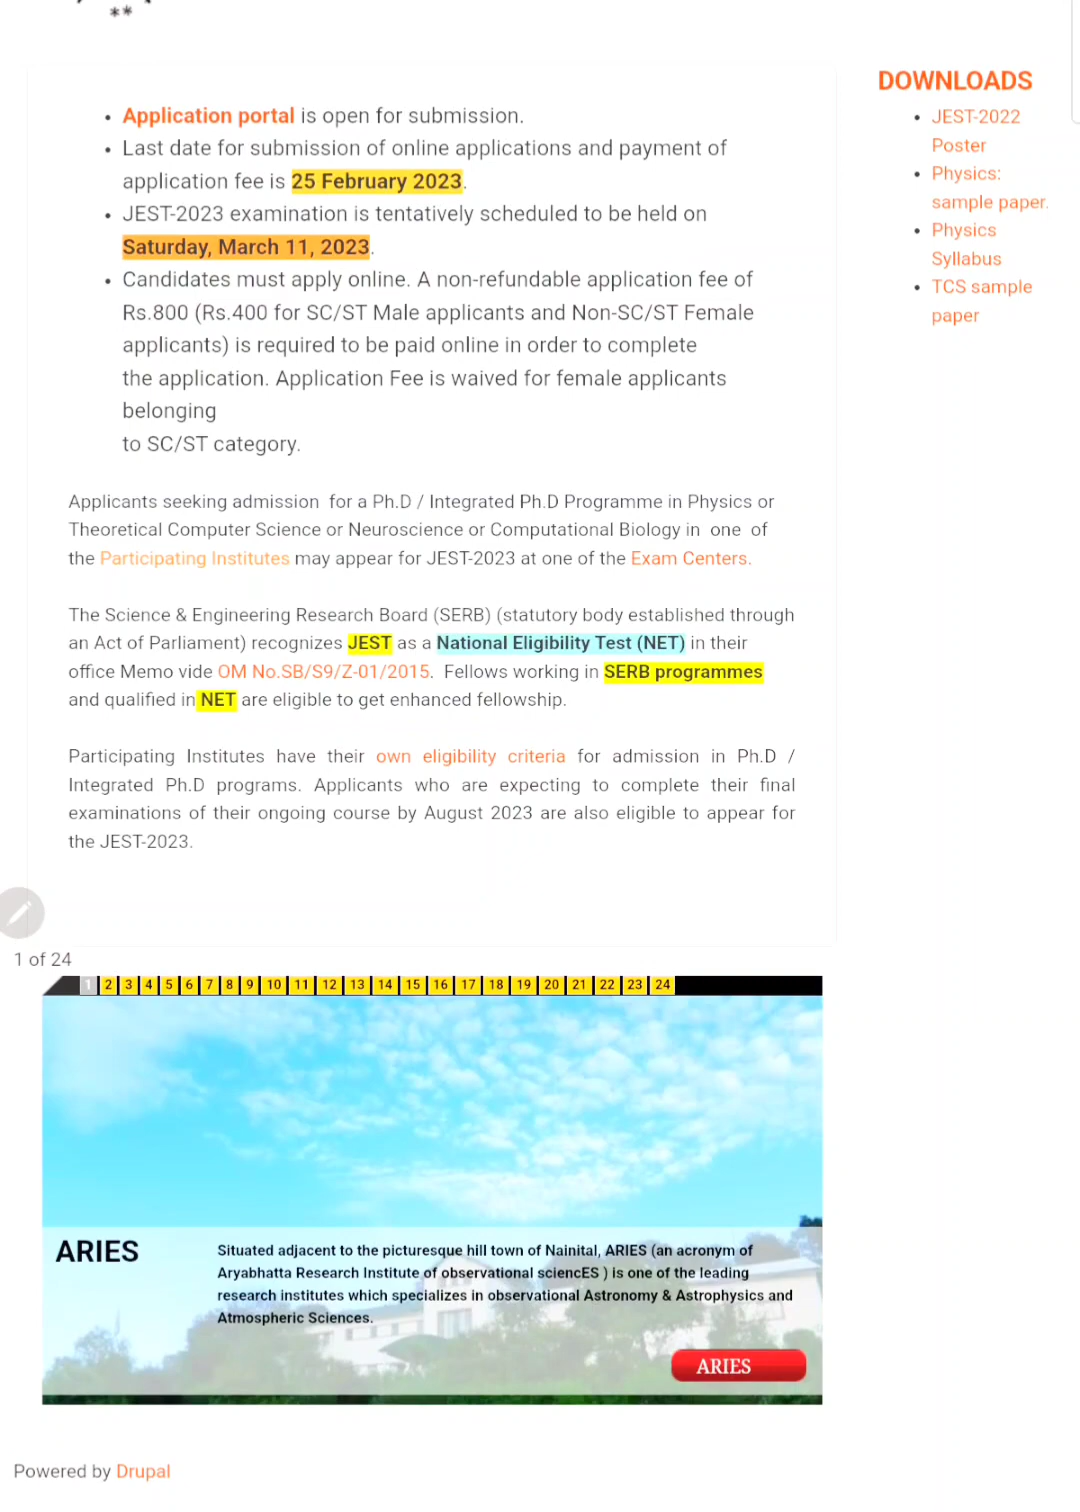 **
Application portal is open for submission.
Last date for submission of online applications and payment of
application fee is 25 February 2023.
JEST-2023 examination is tentatively scheduled to be held on
Saturday, March 11, 2023.
Candidates must apply online. A non-refundable application fee of
Rs.800 (Rs.400 for SC/ST Male applicants and Non-SC/ST Female
applicants) is required to be paid online in order to complete
the application. Application Fee is waived for female applicants
belonging
to SC/ST category.
Applicants seeking admission for a Ph.D / Integrated Ph.D Programme in Physics or
Theoretical Computer Science or Neuroscience or Computational Biology in one of
the Participating Institutes may appear for JEST-2023 at one of the Exam Centers.
The Science & Engineering Research Board (SERB) (statutory body established through
an Act of Parliament) recognizes JEST as a National Eligibility Test (NET) in their
office Memo vide OM No.SB/S9/Z-01/2015. Fellows working in SERB programmes
and qualified in NET are eligible to get enhanced fellowship.
Participating Institutes have their own eligibility criteria for admission in Ph.D /
Integrated Ph.D programs. Applicants who are expecting to complete their final
examinations of their ongoing course by August 2023 are also eligible to appear for
the JEST-2023.
DOWNLOADS
JEST-2022
Poster
Physics:
sample paper.
Physics
Syllabus
TCS sample
paper
1 of 24
1 2 3 4 5 6 7 8 9 10 11 12 13 14 15 16 17 18 19 20 21 22 23 24
ARIES
Situated adjacent to the picturesque hill town of Nainital, ARIES (an acronym of
Aryabhatta Research Institute of observational sciencES ) is one of the leading
research institutes which specializes in observational Astronomy & Astrophysics and
Atmospheric Sciences.
ARIES
Powered by Drupal